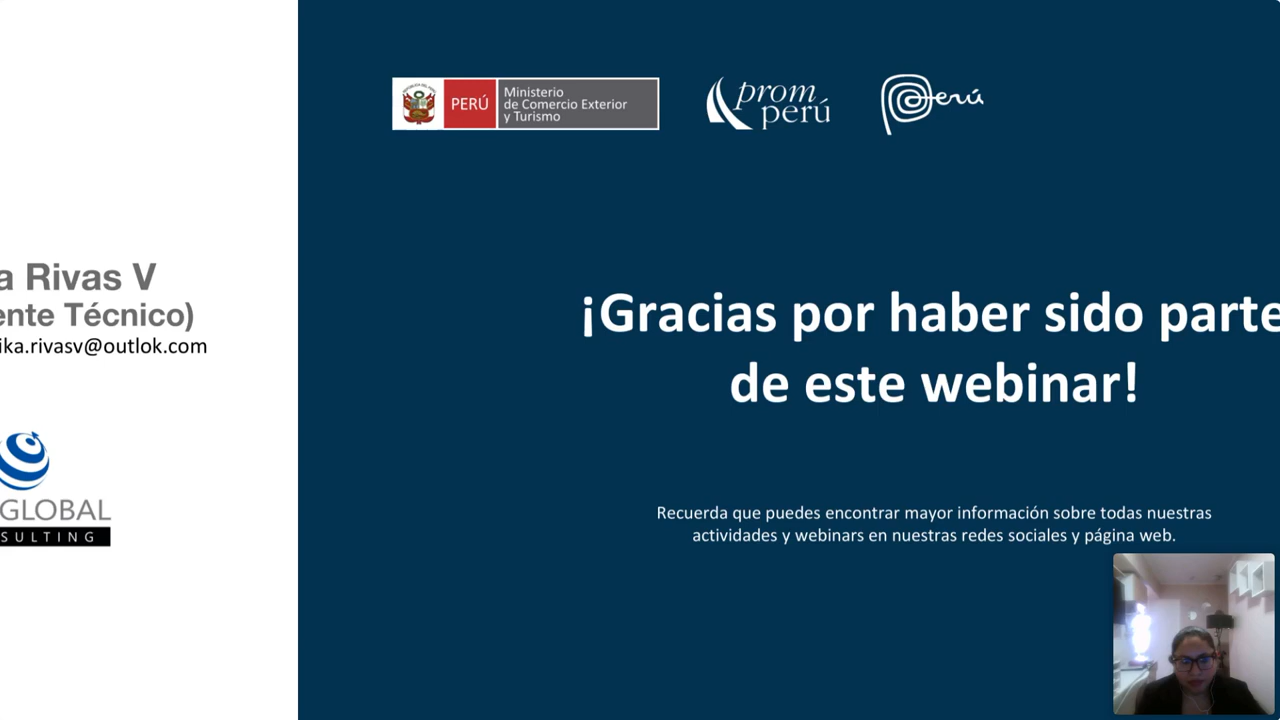 a Rivas V
ente Técnico)
ika.rivasv@outlok.com
GLOBAL
SULTING
PERÚ
Ministerio
de Comercio Exterior
y Turismo
prom
perú
Perú
¡Gracias por haber sido parte
de este webinar!
Recuerda que puedes encontrar mayor información sobre todas nuestras
actividades y webinars en nuestras redes sociales y página web.